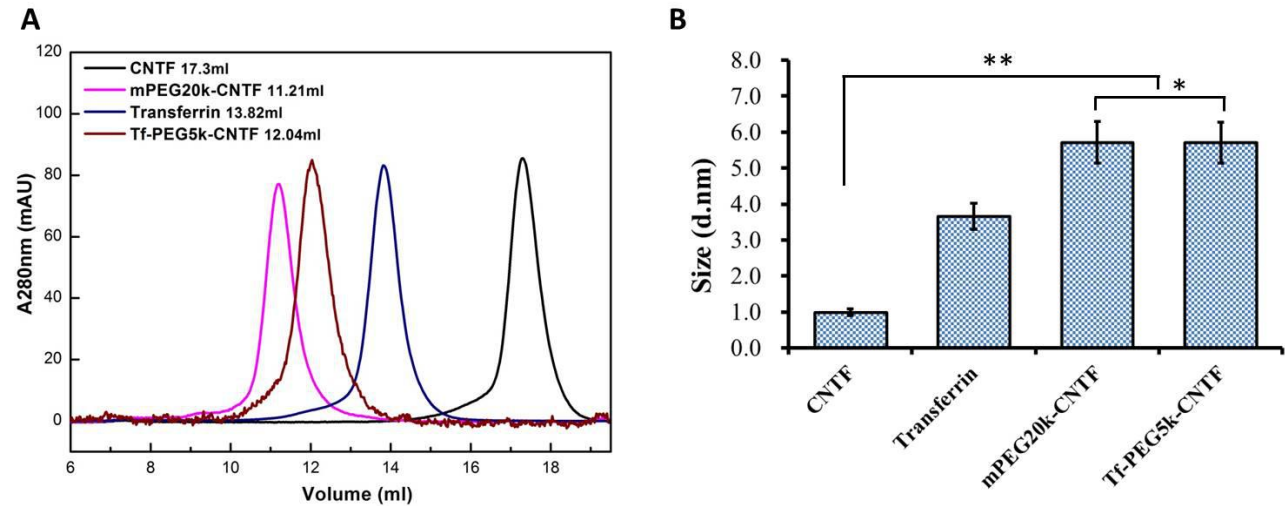 A
120
100
80
60
40
20
0
A280nm (mAU)
CNTF 17.3ml
mPEG20k-CNTF 11.21ml
Transferrin 13.82ml
Tf-PEG5k-CNTF 12.04ml
6 8 10 12 14 16 18
Volume (ml)
B
8.0
7.0
6.0
5.0
4.0
3.0
2.0
1.0
0.0
Size (d.nm)
**
*
CNTF
Transferrin
mPEG20k-CNTF
Tf-PEG5k-CNTF